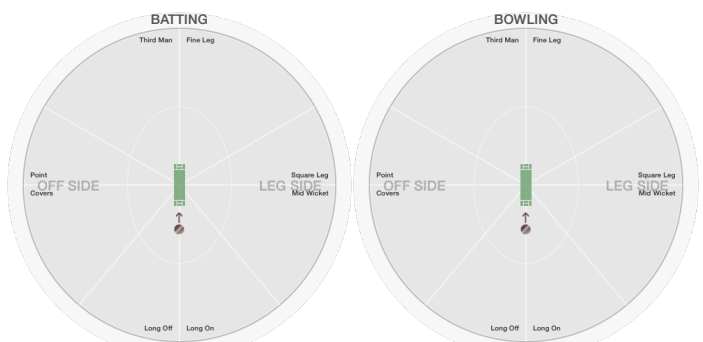 BATTING
Third Man Fine Leg
Point Square Leg
OFF SIDE LEG SIDE
Covers Mid Wicket
Long Off Long On
BOWLING
Third Man Fine Leg
Point Square Leg
OFF SIDE LEG SIDE
Covers Mid Wicket
Long Off Long On